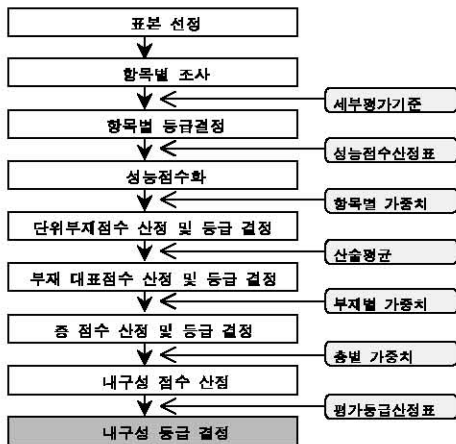 표본 선정
항목별 조사
세부평가기준
항목별 등급결정
성능점수산정표
성능점수화
항목별 가중치
단위부재점수 산정 및 등급 결정
산술평균
부재 대표점수 산정 및 등급 결정
부재별 가중치
층 점수 산정 및 등급 결정
층별 가중치
내구성 점수 산정
평가등급산정표
내구성 등급 결정